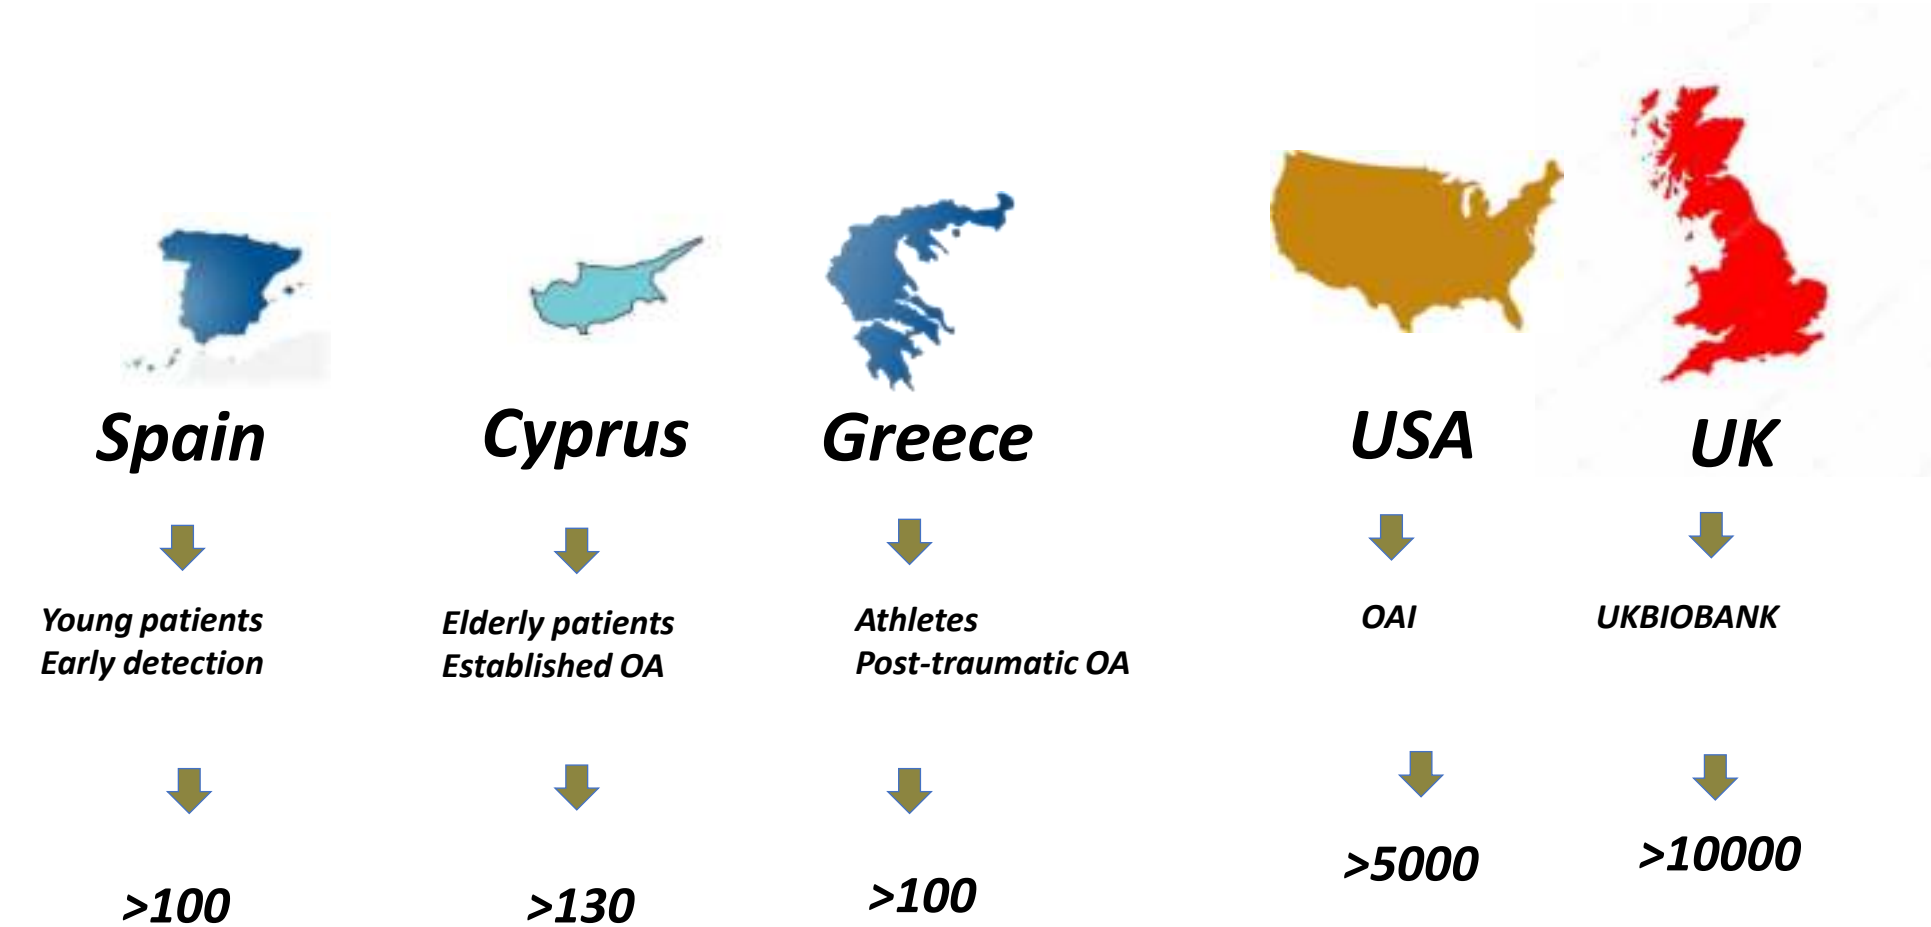 Spain
Cyprus
Greece
USA
UK
Young patients
Early detection
Elderly patients
Established OA
Athletes
Post-traumatic OA
OAI
UKBIOBANK
>100
>130
>100
>5000
>10000